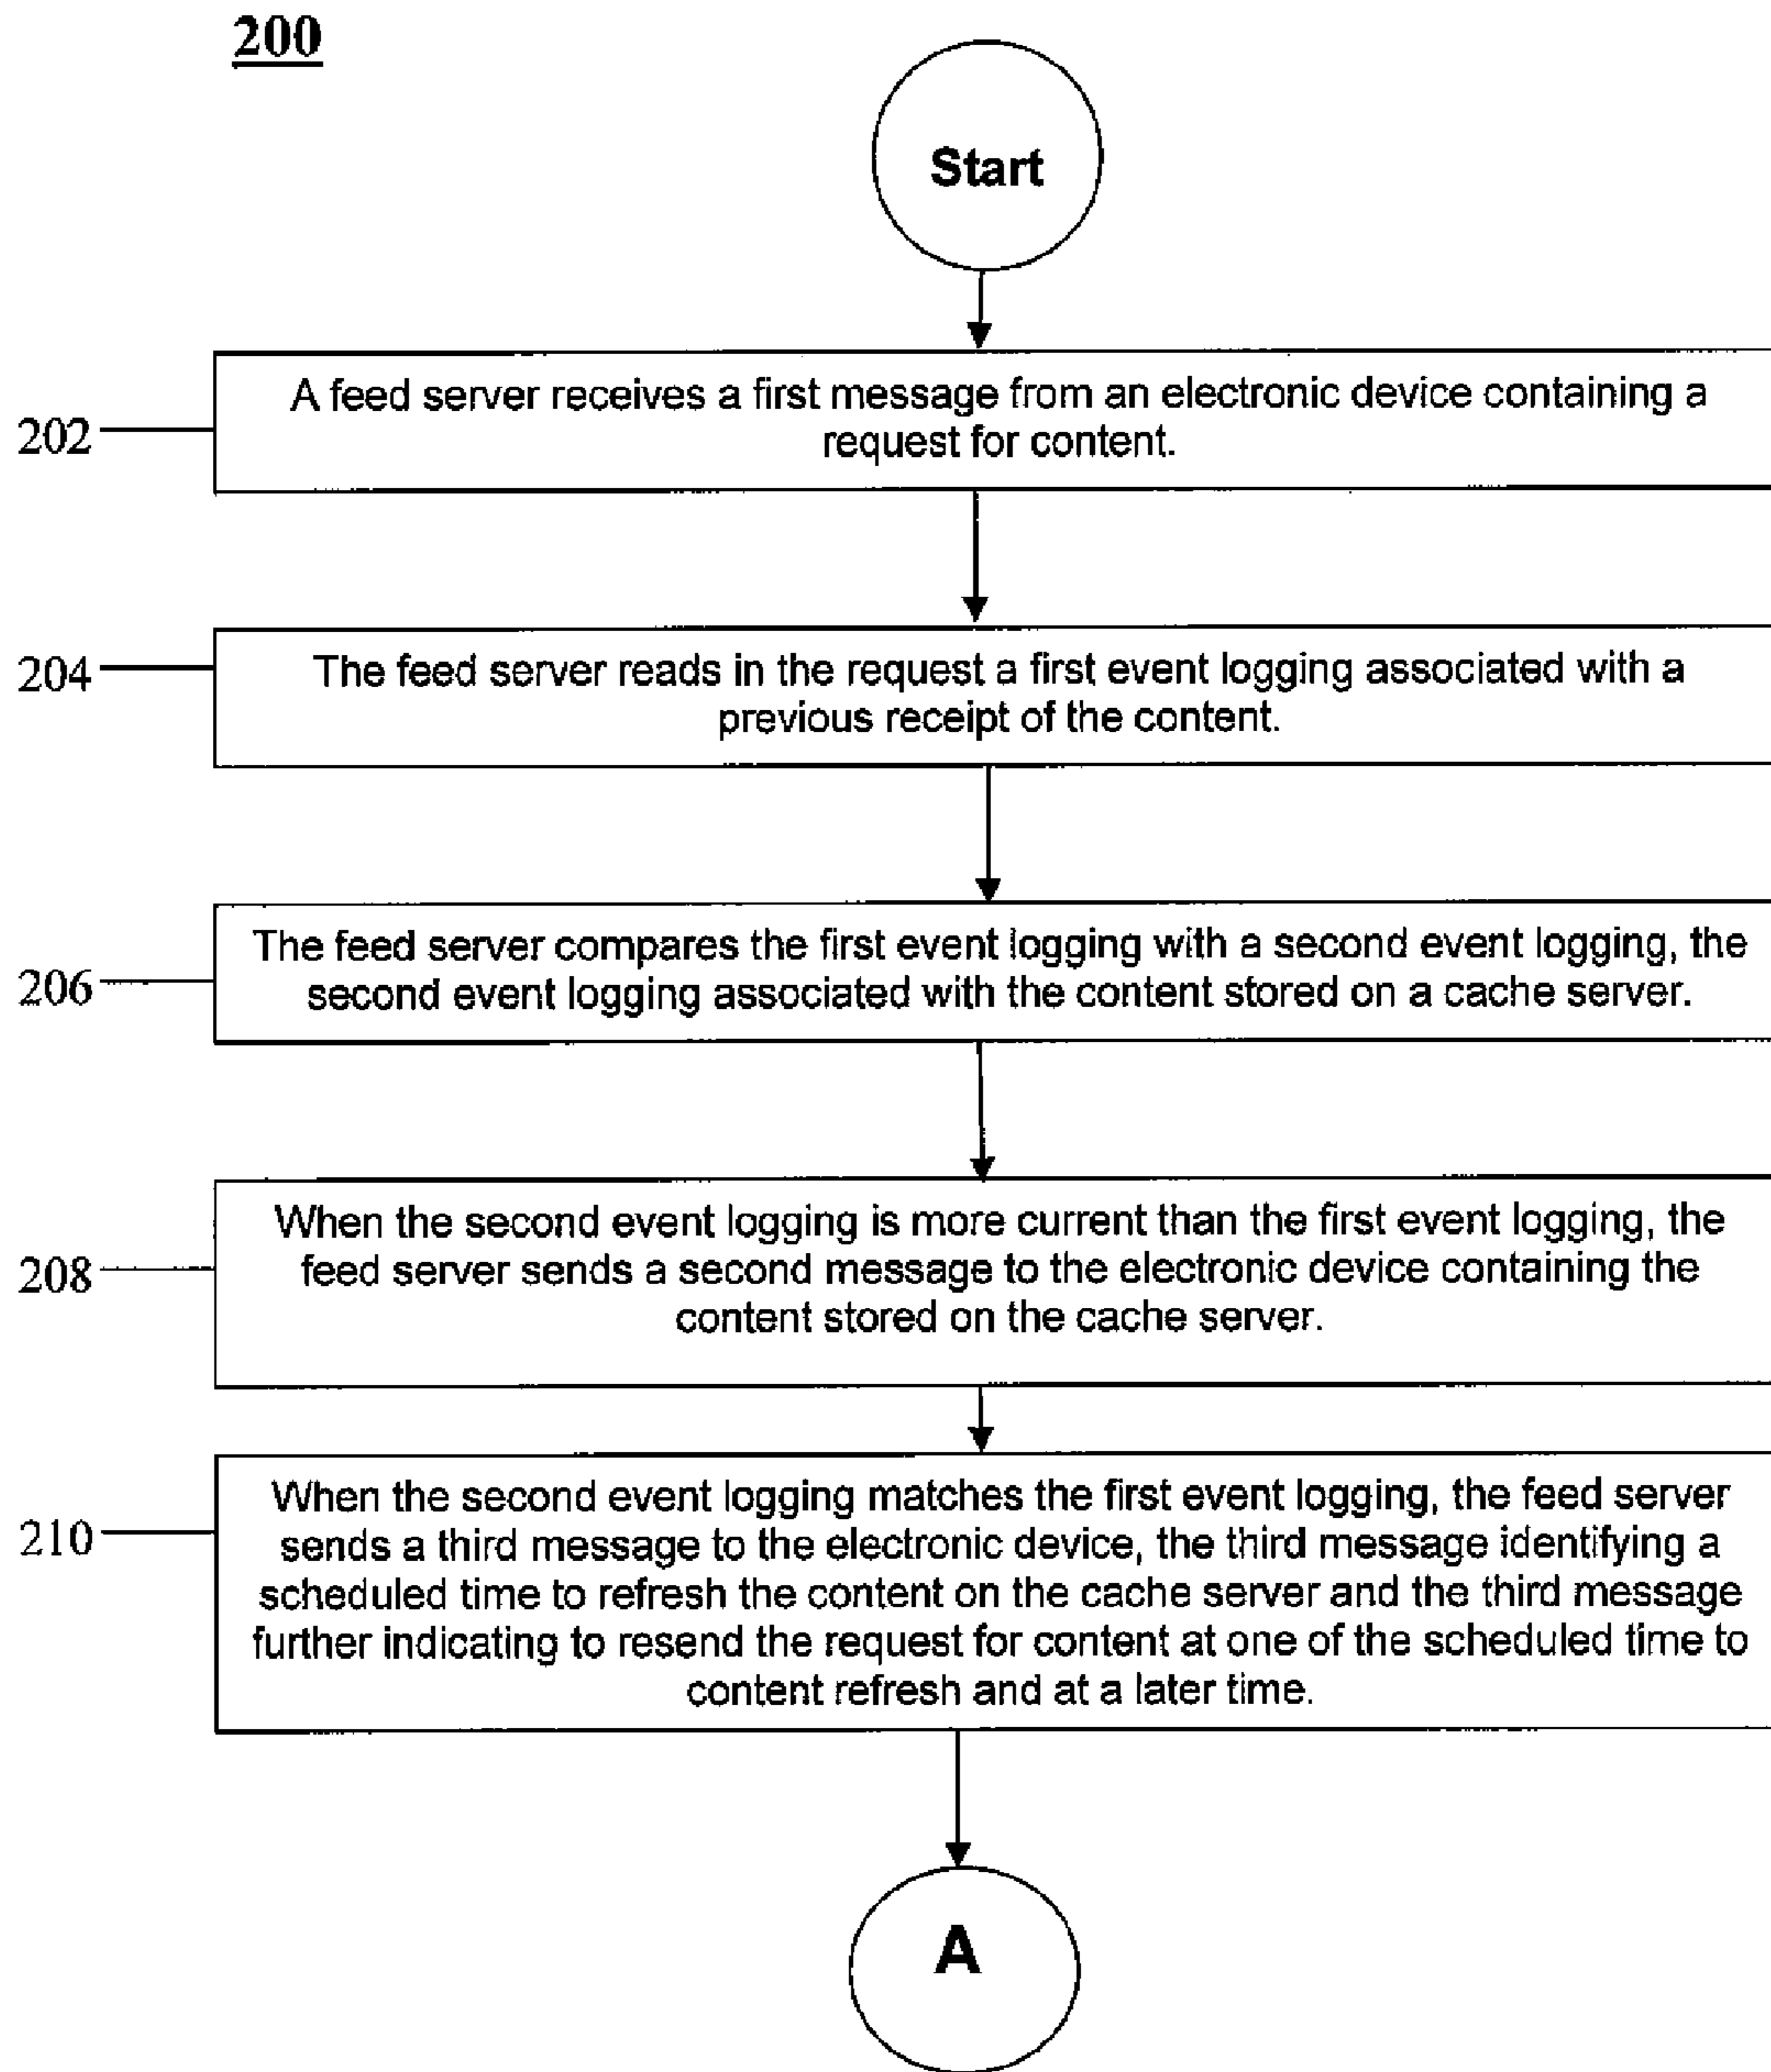 200
Start
202
A feed server receives a first message from an electronic device containing a
request for content.
204
The feed server reads in the request a first event logging associated with a
previous receipt of the content.
206
The feed server compares the first event logging with a second event logging, the
second event logging associated with the content stored on a cache server.
208
When the second event logging is more current than the first event logging, the
feed server sends a second message to the electronic device containing the
content stored on the cache server.
210
When the second event logging matches the first event logging, the feed server
sends a third message to the electronic device, the third message identifying a
scheduled time to refresh the content on the cache server and the third message
further indicating to resend the request for content at one of the scheduled time to
content refresh and at a later time.
A